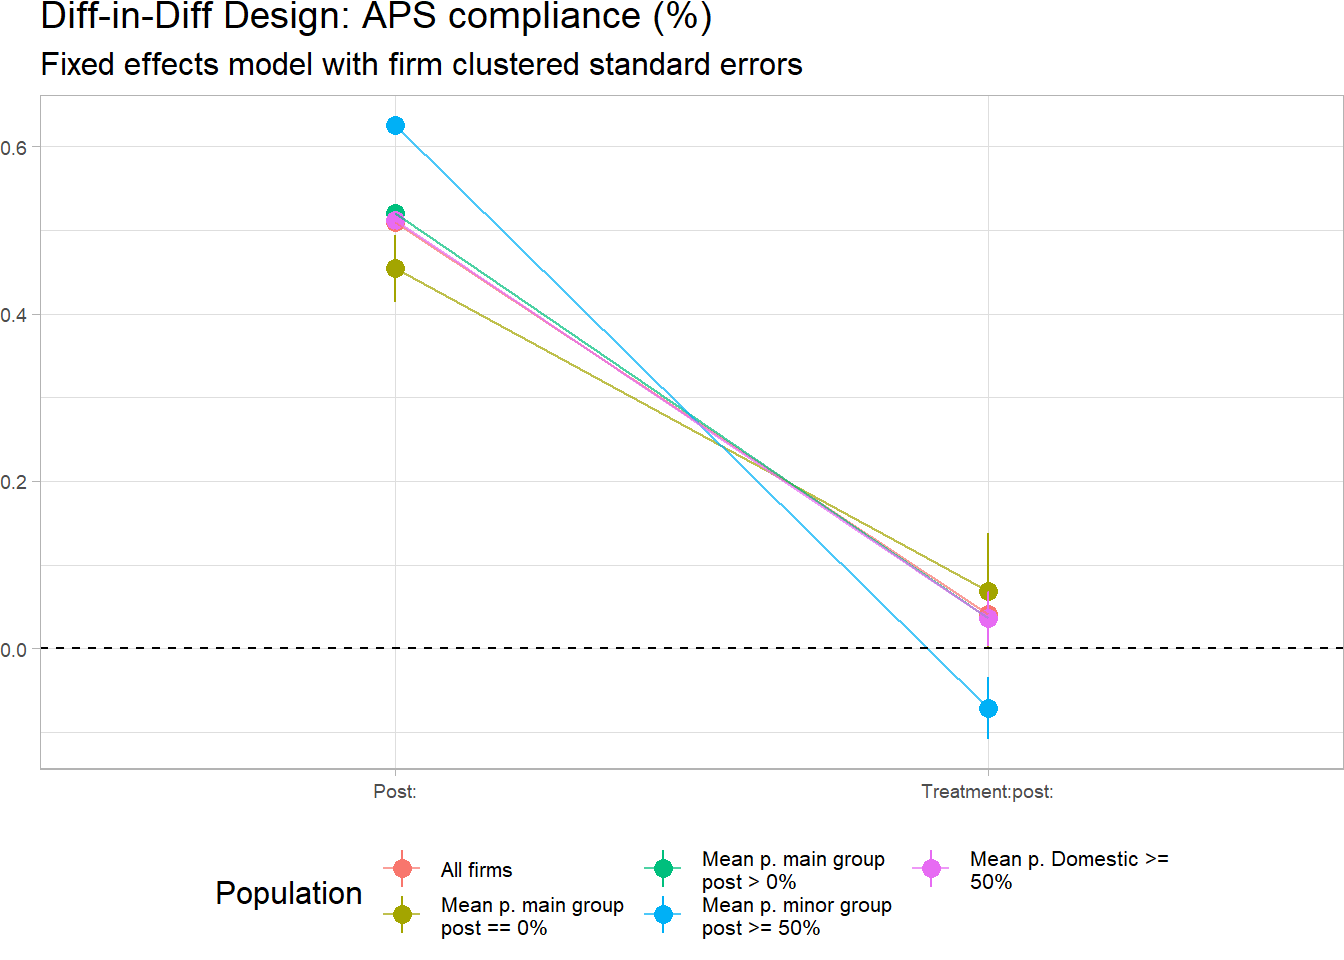 Diff-in-Diff Design: APS compliance (%)
Fixed effects model with firm clustered standard errors
0.6
0.4
0.2
0.0
Post:
Treatment:post:
Population
All firms
Mean p. main group
post == 0%
Mean p. main group
post > 0%
Mean p. minor group
post >= 50%
Mean p. Domestic >=
50%